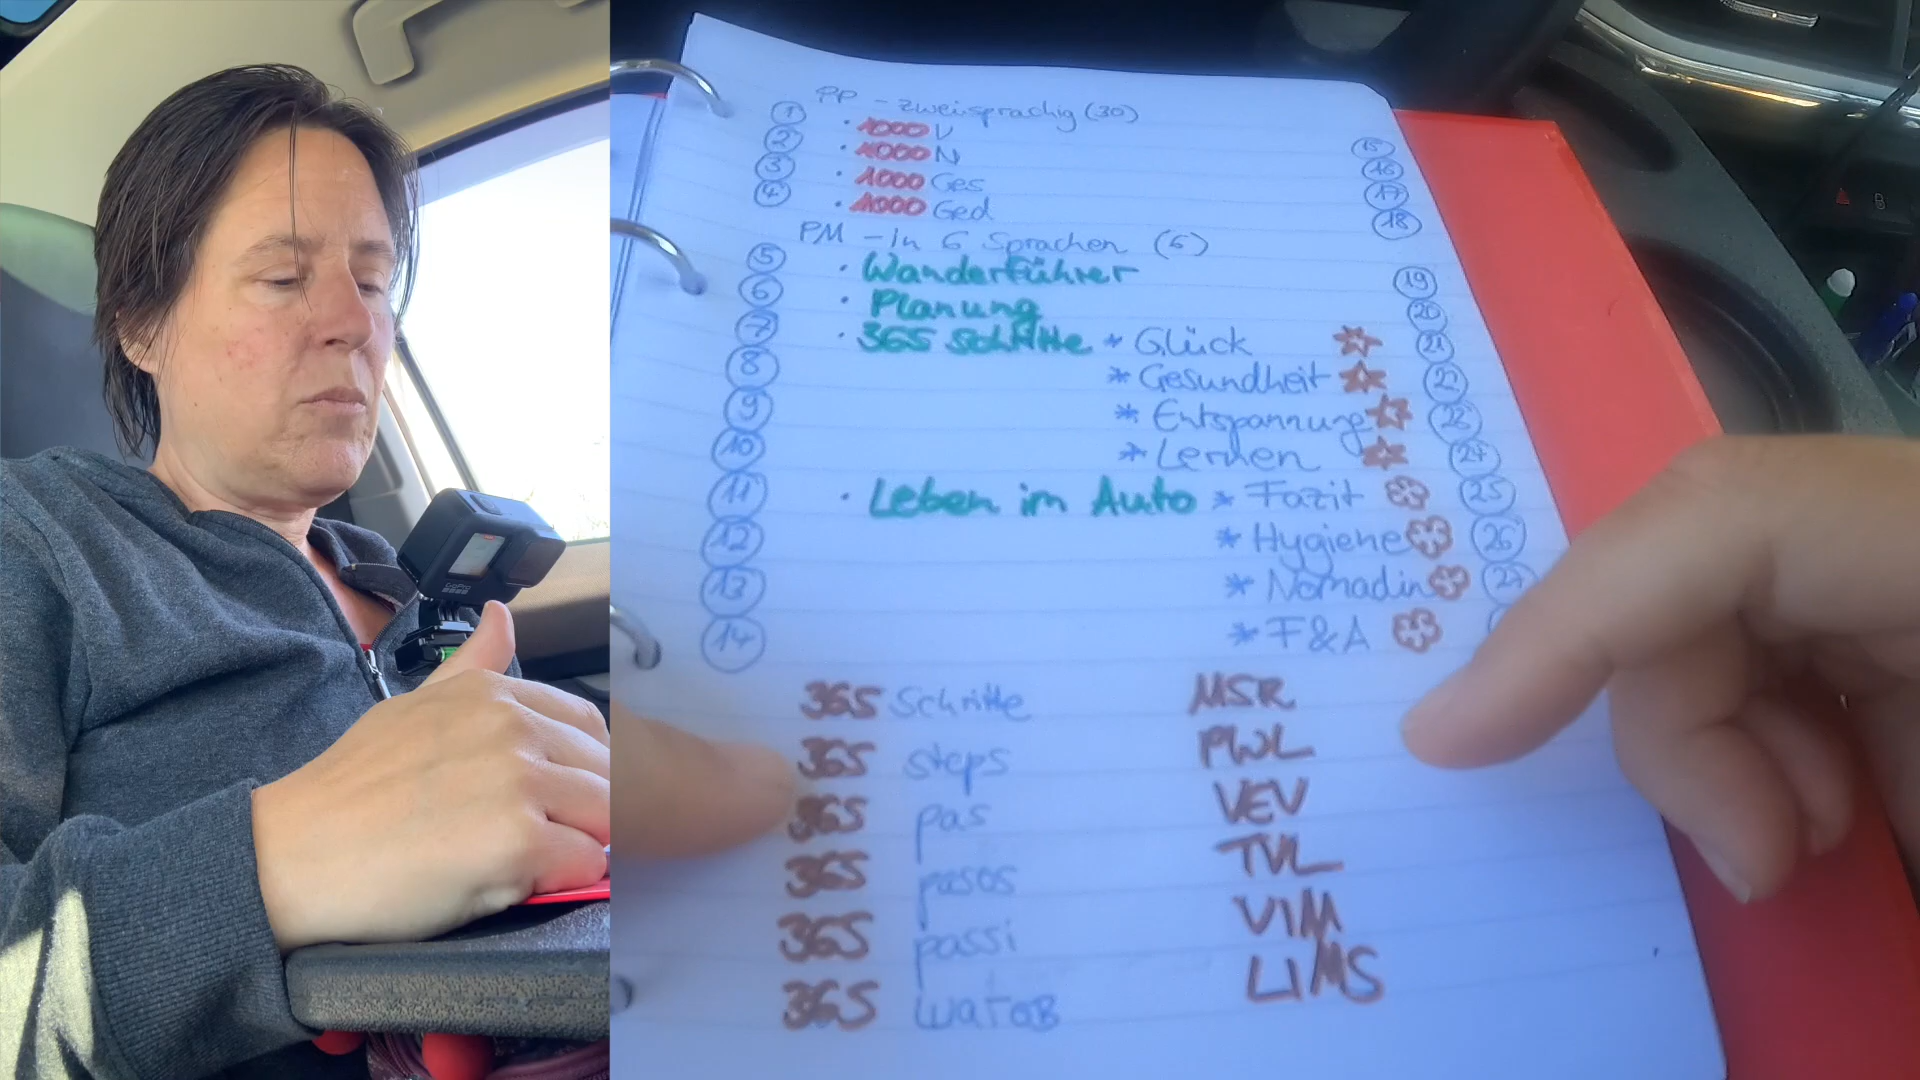 PP - zweisprachig (30)
① · 1000 V ⑮
② · 1000 N ⑯
③ · 1000 Ges ⑰
④ · 1000 Ged ⑱
PM - in 6 Sprachen (6)
⑤ · Wanderführer ⑲
⑥ · Planung ⑳
⑦ · 365 Schritte * Glück ㉑
⑧ * Gesundheit ㉒
⑨ * Entspannung ㉓
⑩ * Lernen ㉔
⑪ · Leben im Auto * Fazit ㉕
⑫ * Hygiene ㉖
⑬ * Nomadin ㉗
⑭ * F&A
365 Schritte MSR
365 steps PWL
365 pas VEV
365 pasos TVL
365 passi VIM
365 шагов LIMS
GoPro